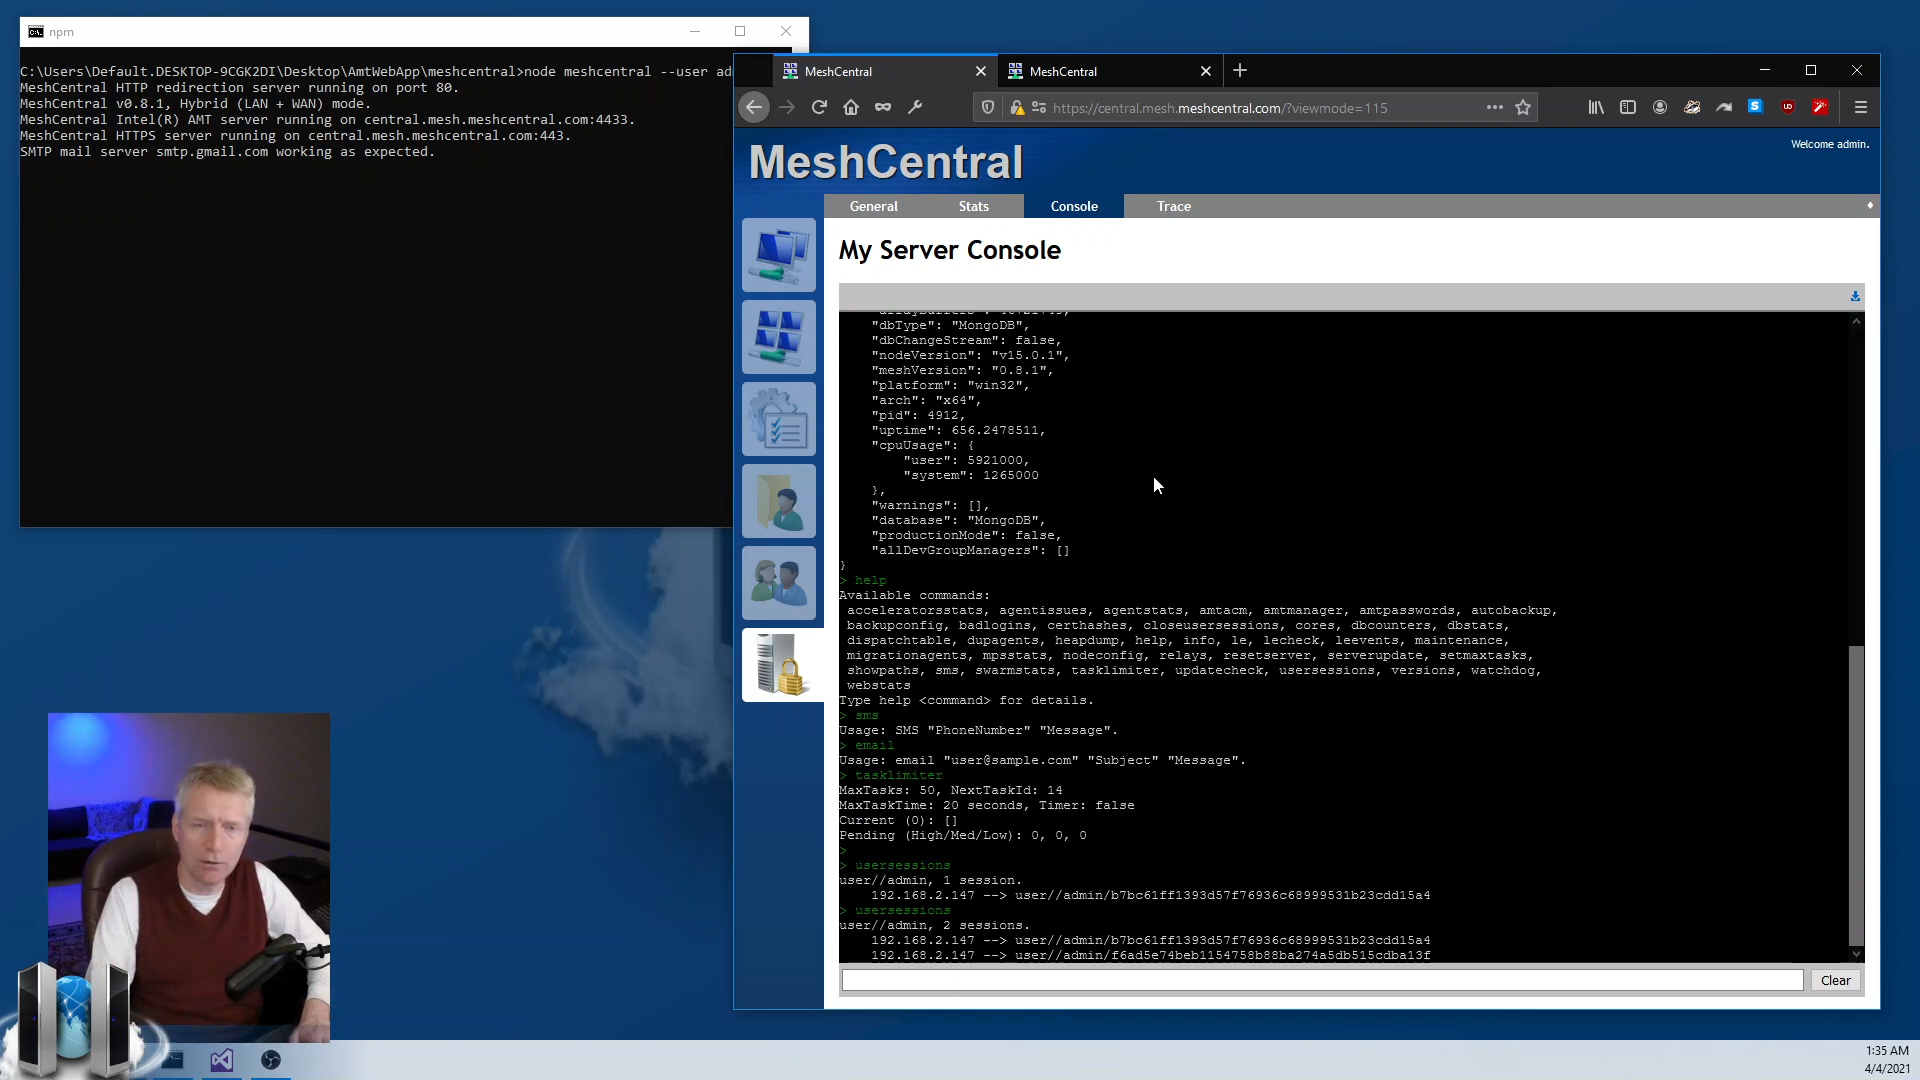 npm
C:\Users\Default.DESKTOP-9CGK2DI\Desktop\AmtWebApp\meshcentral>node meshcentral --user ad
MeshCentral HTTP redirection server running on port 80.
MeshCentral v0.8.1, Hybrid (LAN + WAN) mode.
MeshCentral Intel(R) AMT server running on central.mesh.meshcentral.com:4433.
MeshCentral HTTPS server running on central.mesh.meshcentral.com:443.
SMTP mail server smtp.gmail.com working as expected.
MeshCentral
MeshCentral
https://central.mesh.meshcentral.com/?viewmode=115
MeshCentral
Welcome admin.
General Stats Console Trace
My Server Console
"dbType": "MongoDB",
"dbChangeStream": false,
"nodeVersion": "v15.0.1",
"meshVersion": "0.8.1",
"platform": "win32",
"arch": "x64",
"pid": 4912,
"uptime": 656.2478511,
"cpuUsage": {
"user": 5921000,
"system": 1265000
},
"warnings": [],
"database": "MongoDB",
"productionMode": false,
"allDevGroupManagers": []
}
> help
Available commands:
acceleratorsstats, agentissues, agentstats, amtacm, amtmanager, amtpasswords, autobackup,
backupconfig, badlogins, certhashes, closeusersessions, cores, dbcounters, dbstats,
dispatchtable, dupagents, heapdump, help, info, le, lecheck, leevents, maintenance,
migrationagents, mpsstats, nodeconfig, relays, resetserver, serverupdate, setmaxtasks,
showpaths, sms, swarmstats, tasklimiter, updatecheck, usersessions, versions, watchdog,
webstats
Type help <command> for details.
> sms
Usage: SMS "PhoneNumber" "Message".
> email
Usage: email "user@sample.com" "Subject" "Message".
> tasklimiter
MaxTasks: 50, NextTaskId: 14
MaxTaskTime: 20 seconds, Timer: false
Current (0): []
Pending (High/Med/Low): 0, 0, 0
>
> usersessions
user//admin, 1 session.
192.168.2.147 --> user//admin/b7bc61ff1393d57f76936c68999531b23cdd15a4
> usersessions
user//admin, 2 sessions.
192.168.2.147 --> user//admin/b7bc61ff1393d57f76936c68999531b23cdd15a4
192.168.2.147 --> user//admin/f6ad5e74beb1154758b88ba274a5db515cdba13f
Clear
1:35 AM
4/4/2021